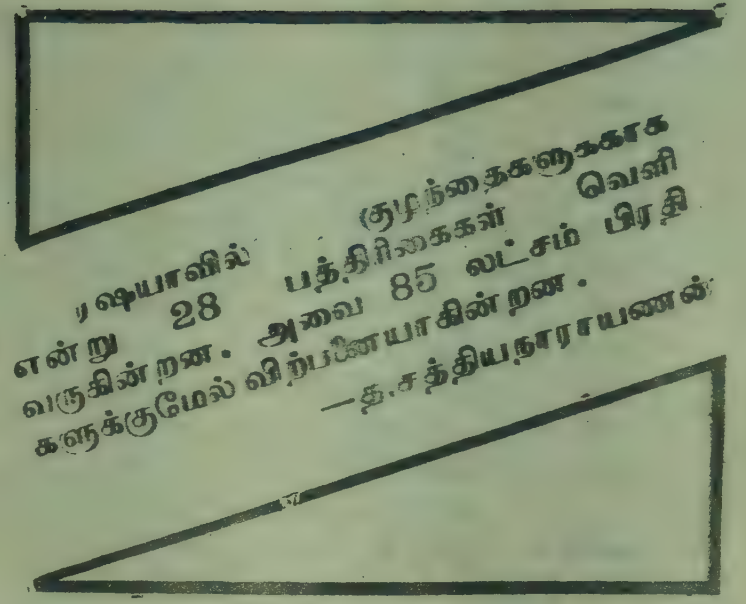 ரஷ்யாவில் குழந்தைகளுக்காக
என்று 28 பத்திரிகைகள் வெளி
வருகின்றன. அவை 85 லட்சம் பிரதி
களுக்குமேல் விற்பனையாகின்றன.
—த.சத்தியநாராயணன்